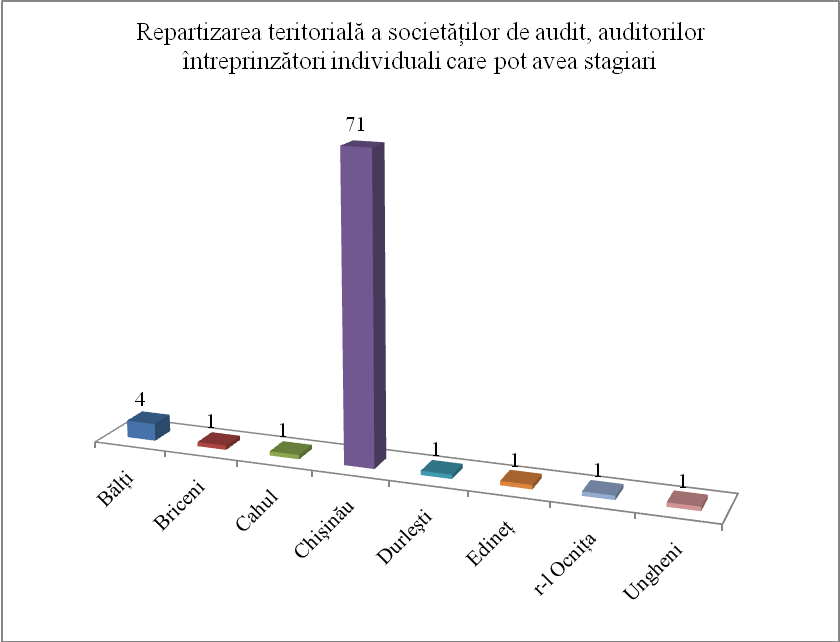 Repartizarea teritorială a societăților de audit, auditorilor
întreprinzători individuali care pot avea stagiari
71
4
1
1
1
1
1
1
Bălți
Briceni
Cahul
Chișinău
Durlești
Edineț
r-l Ocnița
Ungheni